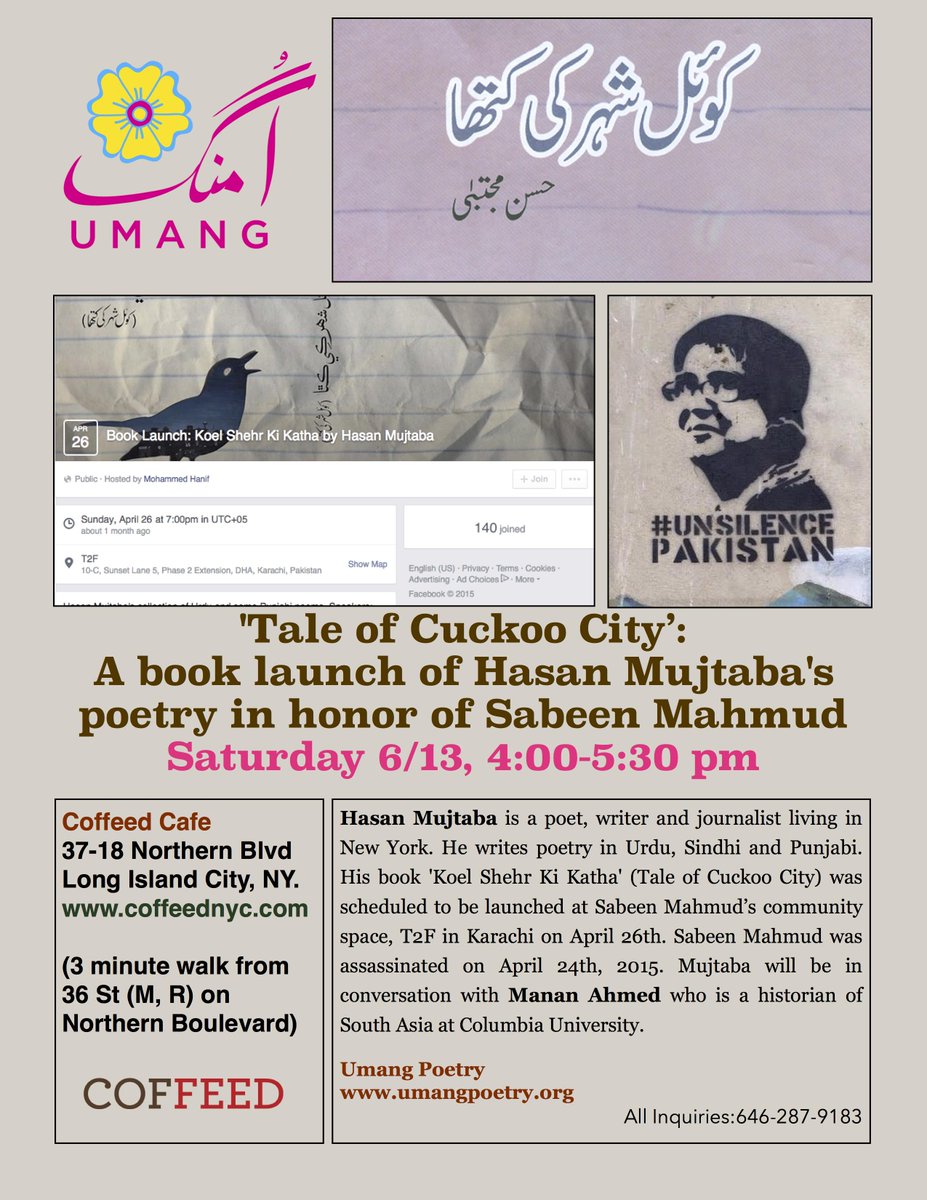 اُمنگ
UMANG
کوئل شہر کی کتھا
حسن مجتبیٰ
(کوئل شہر کی کتھا)
APR
26
Book Launch: Koel Shehr Ki Katha by Hasan Mujtaba
Public · Hosted by Mohammed Hanif
+ Join
Sunday, April 26 at 7:00pm in UTC+05
about 1 month ago
T2F
10-C, Sunset Lane 5, Phase 2 Extension, DHA, Karachi, Pakistan
Show Map
140 joined
English (US) · Privacy · Terms · Cookies ·
Advertising · Ad Choices · More
Facebook © 2015
#UNSILENCE
PAKISTAN
'Tale of Cuckoo City’:
A book launch of Hasan Mujtaba's
poetry in honor of Sabeen Mahmud
Saturday 6/13, 4:00-5:30 pm
Coffeed Cafe
37-18 Northern Blvd
Long Island City, NY.
www.coffeednyc.com
(3 minute walk from
36 St (M, R) on
Northern Boulevard)
COFFEED
Hasan Mujtaba is a poet, writer and journalist living in
New York. He writes poetry in Urdu, Sindhi and Punjabi.
His book 'Koel Shehr Ki Katha' (Tale of Cuckoo City) was
scheduled to be launched at Sabeen Mahmud’s community
space, T2F in Karachi on April 26th. Sabeen Mahmud was
assassinated on April 24th, 2015. Mujtaba will be in
conversation with Manan Ahmed who is a historian of
South Asia at Columbia University.
Umang Poetry
www.umangpoetry.org
All Inquiries:646-287-9183